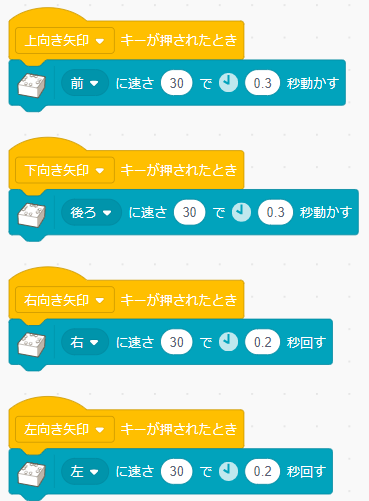 上向き矢印 キーが押されたとき
前 に速さ 30 で 0.3 秒動かす
下向き矢印 キーが押されたとき
後ろ に速さ 30 で 0.3 秒動かす
右向き矢印 キーが押されたとき
右 に速さ 30 で 0.2 秒回す
左向き矢印 キーが押されたとき
左 に速さ 30 で 0.2 秒回す